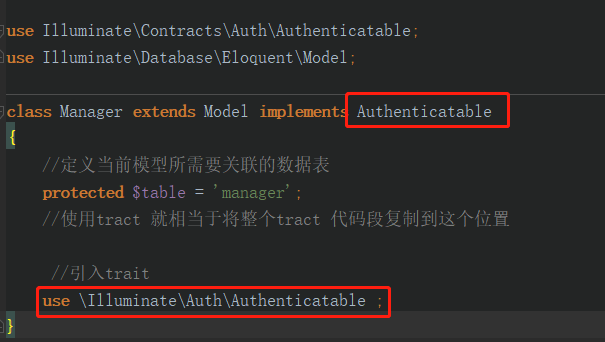 use Illuminate\Contracts\Auth\Authenticatable;
use Illuminate\Database\Eloquent\Model;
class Manager extends Model implements Authenticatable
{
//定义当前模型所需要关联的数据表
protected $table = 'manager';
//使用tract 就相当于将整个tract 代码段复制到这个位置
//引入trait
use \Illuminate\Auth\Authenticatable ;
}